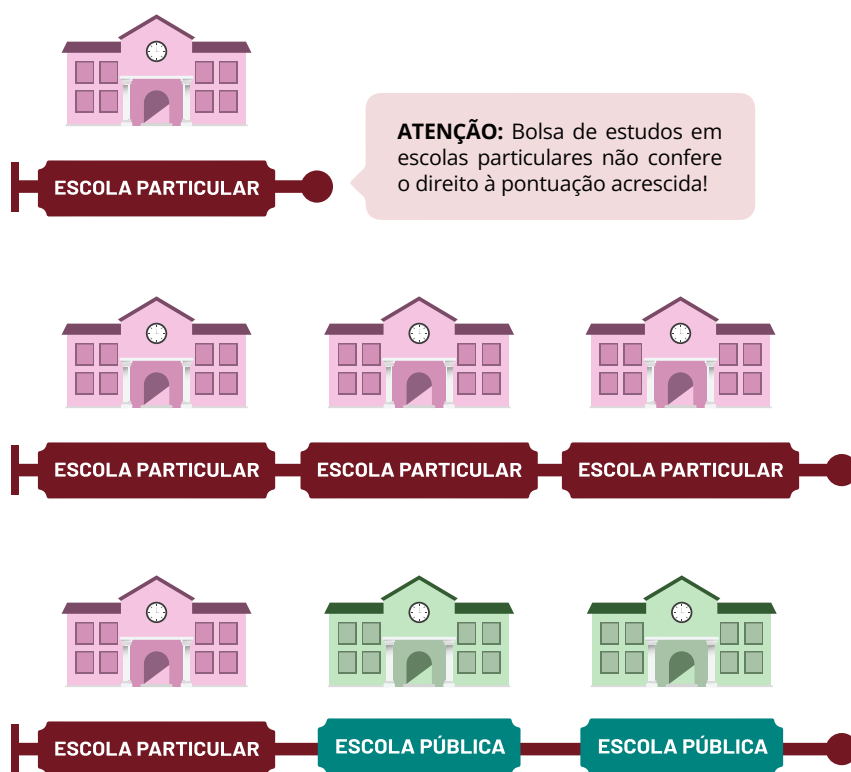 ATENÇÃO: Bolsa de estudos em
escolas particulares não confere
o direito à pontuação acrescida!
ESCOLA PARTICULAR
ESCOLA PARTICULAR
ESCOLA PARTICULAR
ESCOLA PARTICULAR
ESCOLA PARTICULAR
ESCOLA PÚBLICA
ESCOLA PÚBLICA